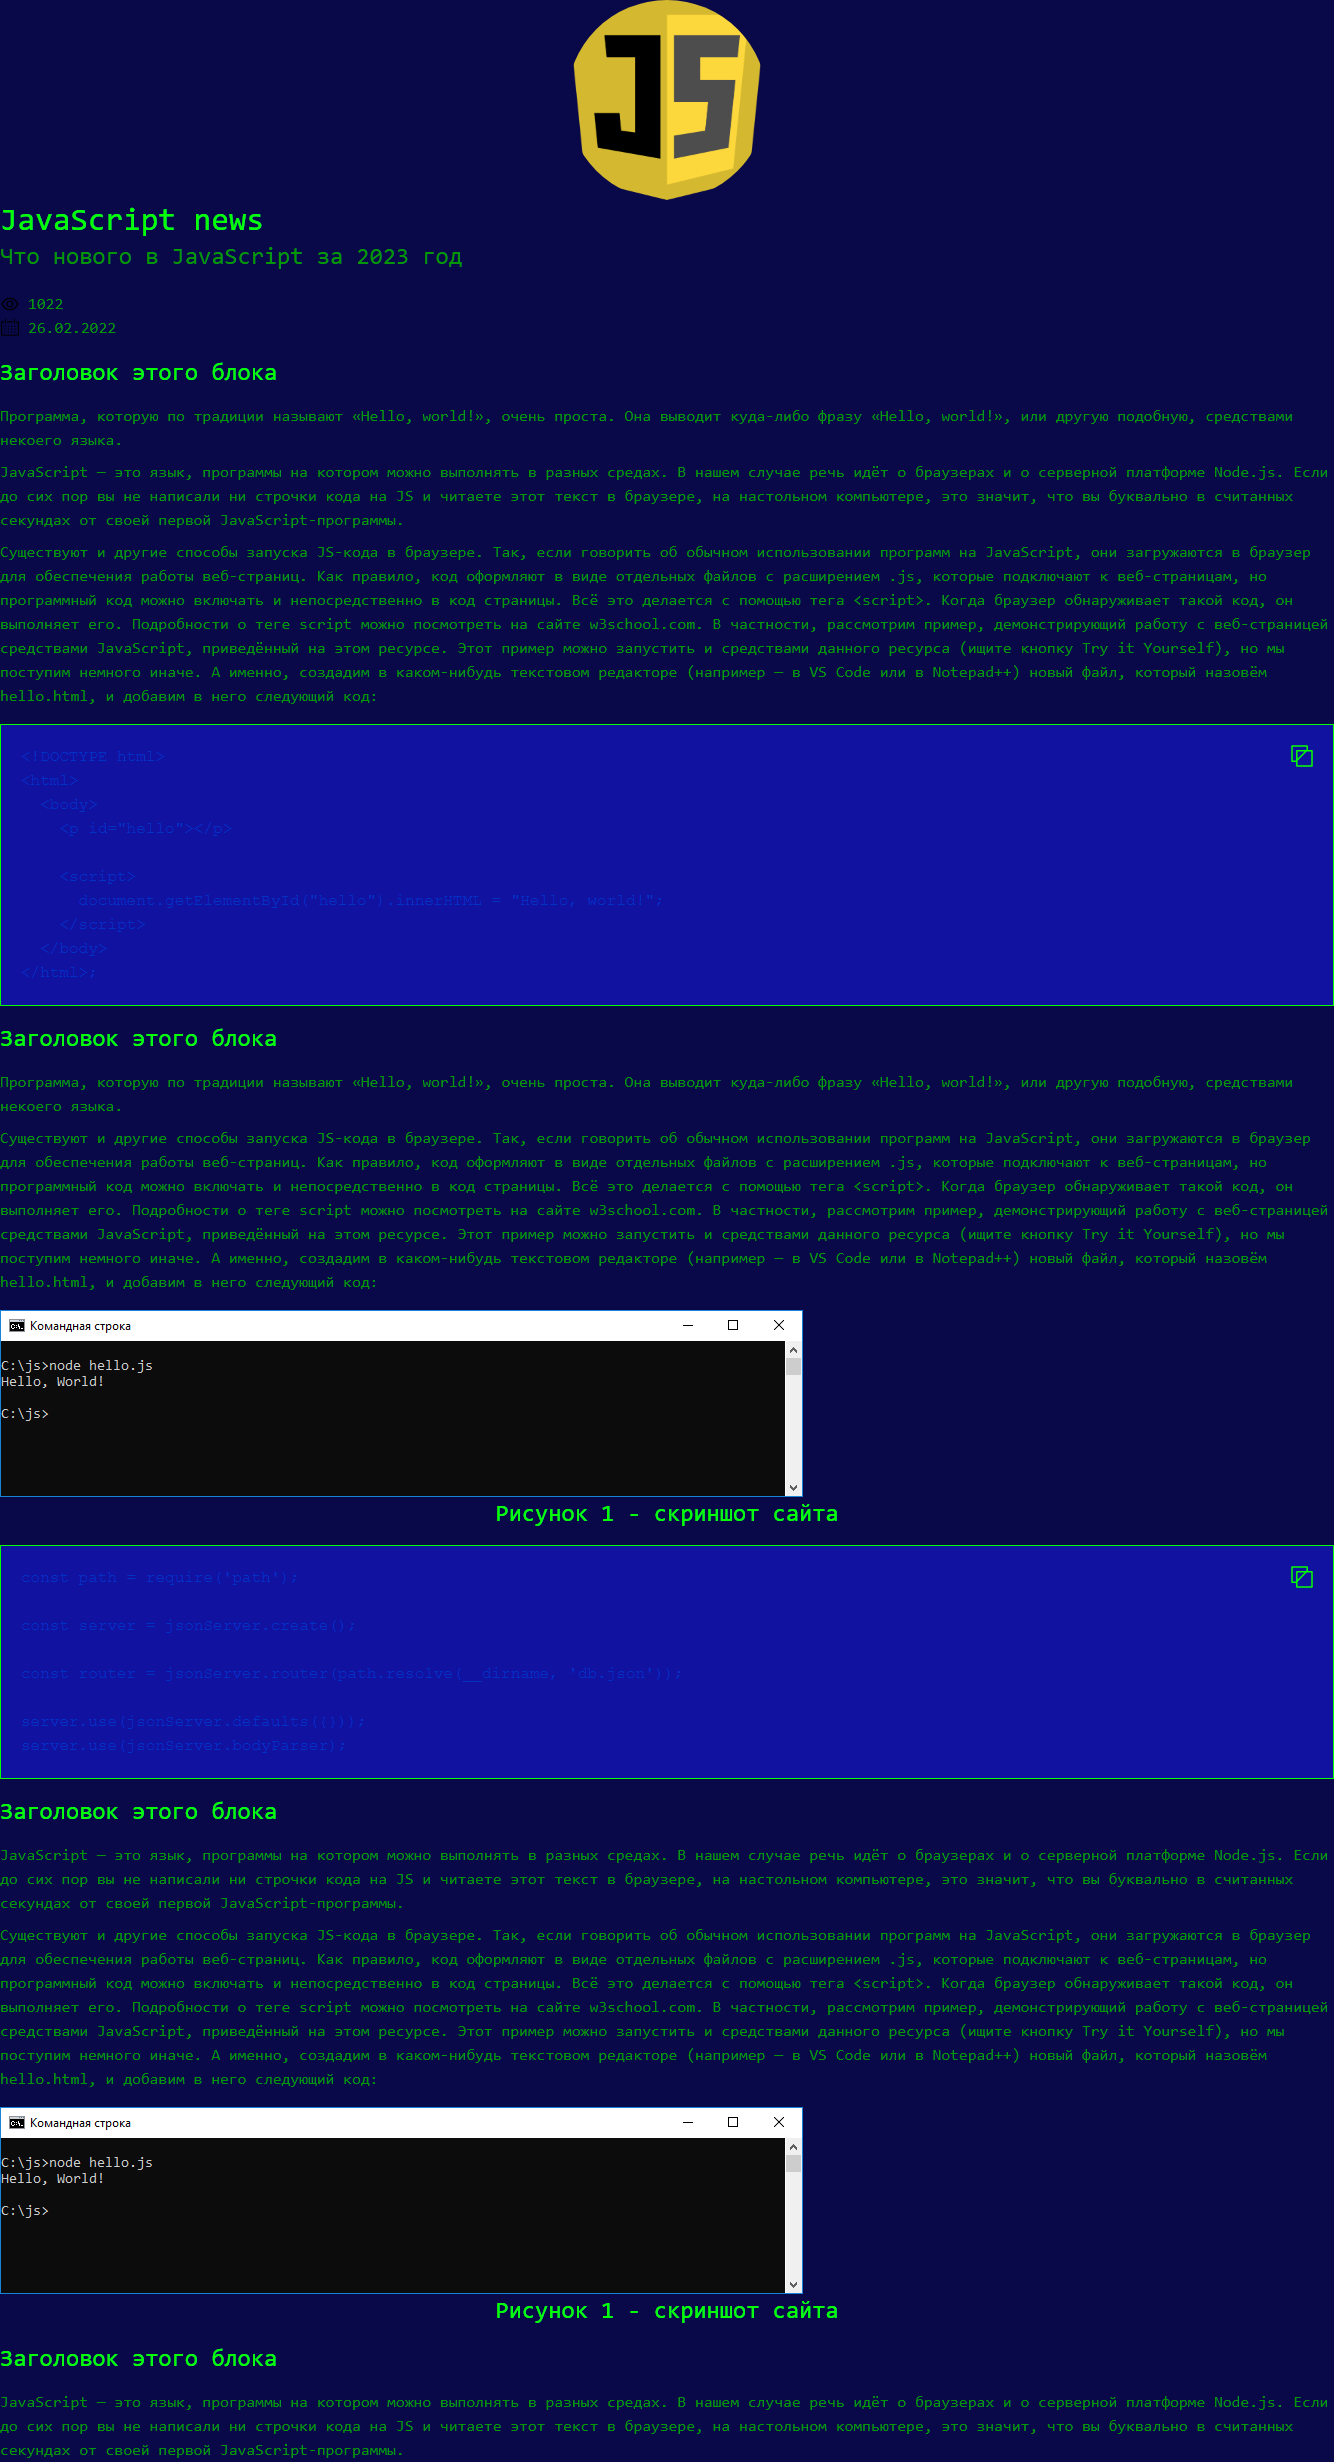 JS
JavaScript news
Что нового в JavaScript за 2023 год
1022
26.02.2022
Заголовок этого блока
Программа, которую по традиции называют «Hello, world!», очень проста. Она выводит куда-либо фразу «Hello, world!», или другую подобную, средствами
некоего языка.
JavaScript — это язык, программы на котором можно выполнять в разных средах. В нашем случае речь идёт о браузерах и о серверной платформе Node.js. Если
до сих пор вы не написали ни строчки кода на JS и читаете этот текст в браузере, на настольном компьютере, это значит, что вы буквально в считанных
секундах от своей первой JavaScript-программы.
Существуют и другие способы запуска JS-кода в браузере. Так, если говорить об обычном использовании программ на JavaScript, они загружаются в браузер
для обеспечения работы веб-страниц. Как правило, код оформляют в виде отдельных файлов с расширением .js, которые подключают к веб-страницам, но
программный код можно включать и непосредственно в код страницы. Всё это делается с помощью тега <script>. Когда браузер обнаруживает такой код, он
выполняет его. Подробности о теге script можно посмотреть на сайте w3school.com. В частности, рассмотрим пример, демонстрирующий работу с веб-страницей
средствами JavaScript, приведённый на этом ресурсе. Этот пример можно запустить и средствами данного ресурса (ищите кнопку Try it Yourself), но мы
поступим немного иначе. А именно, создадим в каком-нибудь текстовом редакторе (например — в VS Code или в Notepad++) новый файл, который назовём
hello.html, и добавим в него следующий код:
<!DOCTYPE html>
<html>
<body>
<p id="hello"></p>
<script>
document.getElementById("hello").innerHTML = "Hello, world!";
</script>
</body>
</html>;
Заголовок этого блока
Программа, которую по традиции называют «Hello, world!», очень проста. Она выводит куда-либо фразу «Hello, world!», или другую подобную, средствами
некоего языка.
Существуют и другие способы запуска JS-кода в браузере. Так, если говорить об обычном использовании программ на JavaScript, они загружаются в браузер
для обеспечения работы веб-страниц. Как правило, код оформляют в виде отдельных файлов с расширением .js, которые подключают к веб-страницам, но
программный код можно включать и непосредственно в код страницы. Всё это делается с помощью тега <script>. Когда браузер обнаруживает такой код, он
выполняет его. Подробности о теге script можно посмотреть на сайте w3school.com. В частности, рассмотрим пример, демонстрирующий работу с веб-страницей
средствами JavaScript, приведённый на этом ресурсе. Этот пример можно запустить и средствами данного ресурса (ищите кнопку Try it Yourself), но мы
поступим немного иначе. А именно, создадим в каком-нибудь текстовом редакторе (например — в VS Code или в Notepad++) новый файл, который назовём
hello.html, и добавим в него следующий код:
Командная строка
C:\js>node hello.js
Hello, World!
C:\js>
Рисунок 1 - скриншот сайта
const path = require('path');
const server = jsonServer.create();
const router = jsonServer.router(path.resolve(__dirname, 'db.json'));
server.use(jsonServer.defaults({}));
server.use(jsonServer.bodyParser);
Заголовок этого блока
JavaScript — это язык, программы на котором можно выполнять в разных средах. В нашем случае речь идёт о браузерах и о серверной платформе Node.js. Если
до сих пор вы не написали ни строчки кода на JS и читаете этот текст в браузере, на настольном компьютере, это значит, что вы буквально в считанных
секундах от своей первой JavaScript-программы.
Существуют и другие способы запуска JS-кода в браузере. Так, если говорить об обычном использовании программ на JavaScript, они загружаются в браузер
для обеспечения работы веб-страниц. Как правило, код оформляют в виде отдельных файлов с расширением .js, которые подключают к веб-страницам, но
программный код можно включать и непосредственно в код страницы. Всё это делается с помощью тега <script>. Когда браузер обнаруживает такой код, он
выполняет его. Подробности о теге script можно посмотреть на сайте w3school.com. В частности, рассмотрим пример, демонстрирующий работу с веб-страницей
средствами JavaScript, приведённый на этом ресурсе. Этот пример можно запустить и средствами данного ресурса (ищите кнопку Try it Yourself), но мы
поступим немного иначе. А именно, создадим в каком-нибудь текстовом редакторе (например — в VS Code или в Notepad++) новый файл, который назовём
hello.html, и добавим в него следующий код:
Командная строка
C:\js>node hello.js
Hello, World!
C:\js>
Рисунок 1 - скриншот сайта
Заголовок этого блока
JavaScript — это язык, программы на котором можно выполнять в разных средах. В нашем случае речь идёт о браузерах и о серверной платформе Node.js. Если
до сих пор вы не написали ни строчки кода на JS и читаете этот текст в браузере, на настольном компьютере, это значит, что вы буквально в считанных
секундах от своей первой JavaScript-программы.